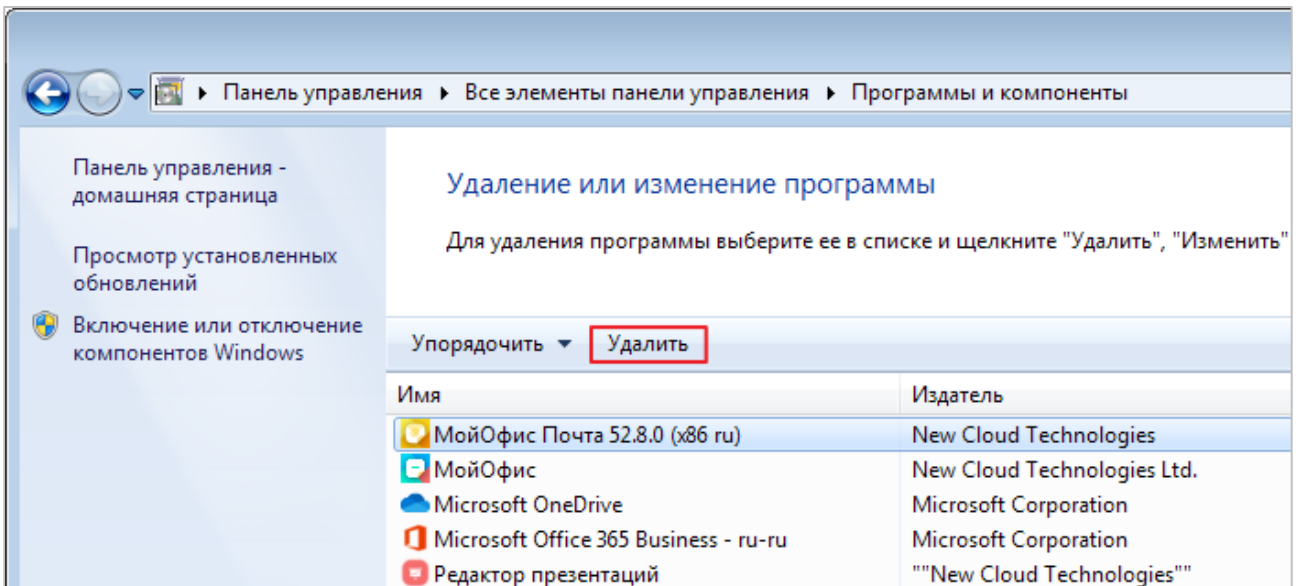 Панель управления ▸ Все элементы панели управления ▸ Программы и компоненты
Панель управления -
домашняя страница
Просмотр установленных
обновлений
Включение или отключение
компонентов Windows
Удаление или изменение программы
Для удаления программы выберите ее в списке и щелкните "Удалить", "Изменить"
Упорядочить Удалить
Имя Издатель
МойОфис Почта 52.8.0 (x86 ru) New Cloud Technologies
МойОфис New Cloud Technologies Ltd.
Microsoft OneDrive Microsoft Corporation
Microsoft Office 365 Business - ru-ru Microsoft Corporation
Редактор презентаций ""New Cloud Technologies""